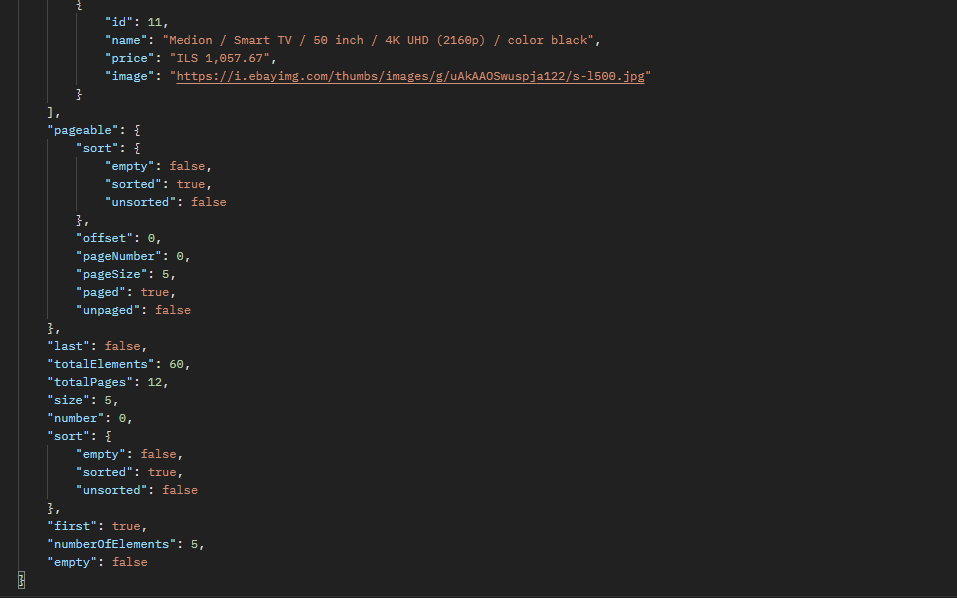 {
"id": 11,
"name": "Medion / Smart TV / 50 inch / 4K UHD (2160p) / color black",
"price": "ILS 1,057.67",
"image": "https://i.ebayimg.com/thumbs/images/g/uAkAAOSwuspja122/s-l500.jpg"
}
],
"pageable": {
"sort": {
"empty": false,
"sorted": true,
"unsorted": false
},
"offset": 0,
"pageNumber": 0,
"pageSize": 5,
"paged": true,
"unpaged": false
},
"last": false,
"totalElements": 60,
"totalPages": 12,
"size": 5,
"number": 0,
"sort": {
"empty": false,
"sorted": true,
"unsorted": false
},
"first": true,
"numberOfElements": 5,
"empty": false
}